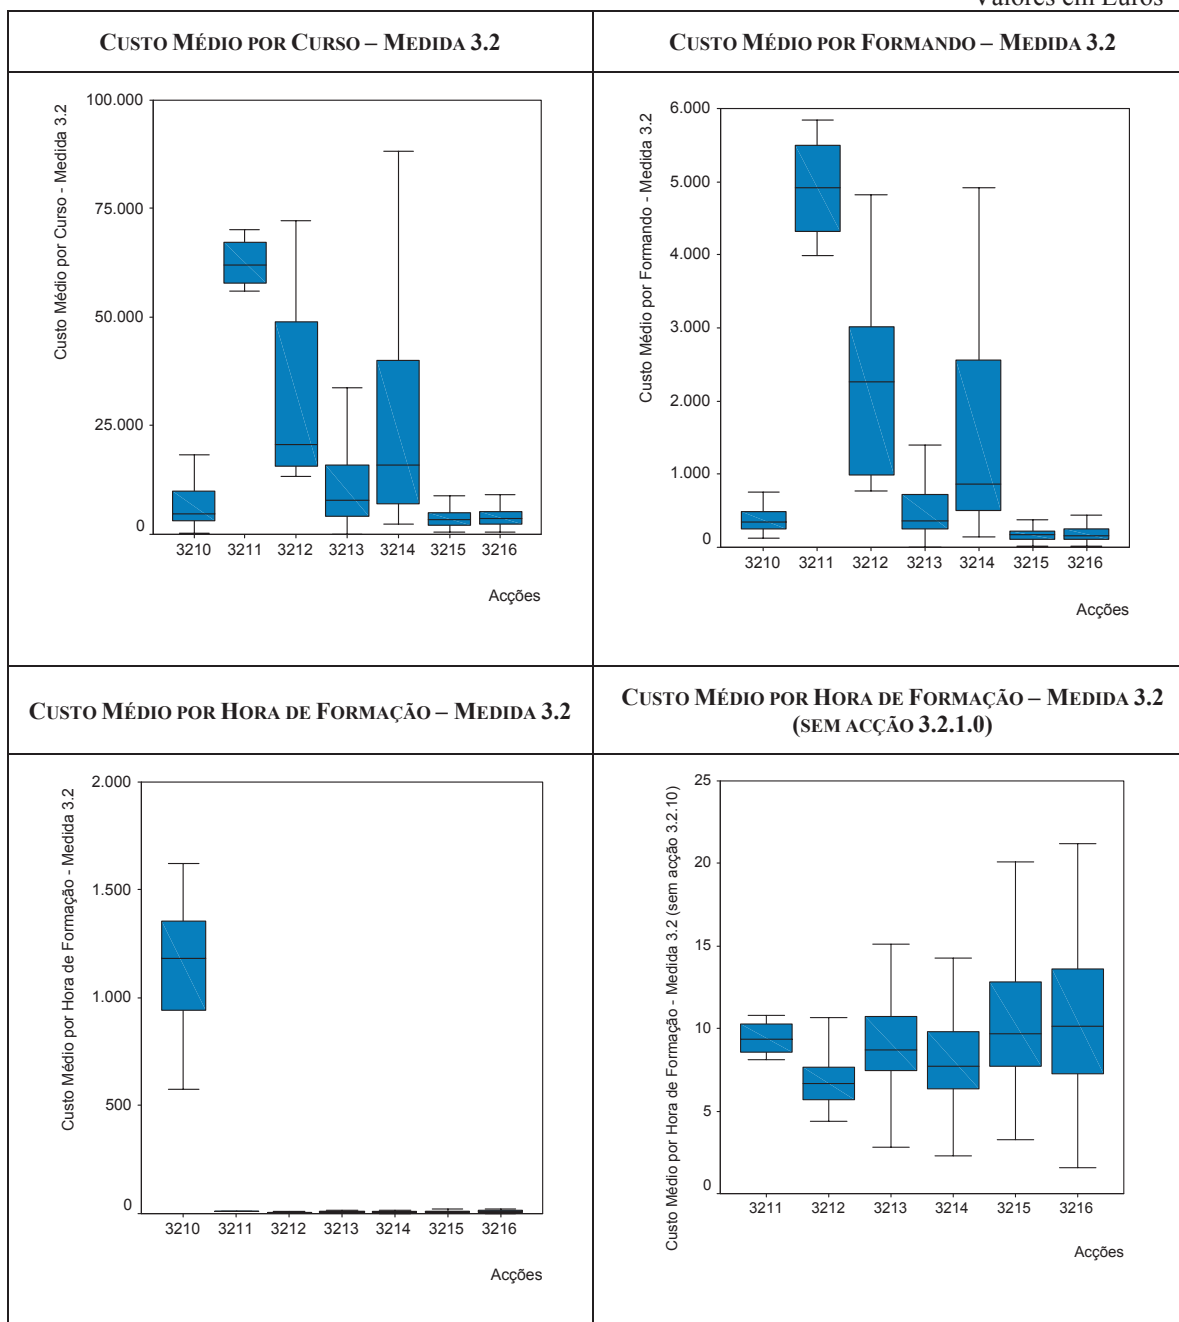 Valores em Euros
CUSTO MÉDIO POR CURSO – MEDIDA 3.2
CUSTO MÉDIO POR FORMANDO – MEDIDA 3.2
Custo Médio por Curso - Medida 3.2
100.000
75.000
50.000
25.000
0
3210 3211 3212 3213 3214 3215 3216
Acções
Custo Médio por Formando - Medida 3.2
6.000
5.000
4.000
3.000
2.000
1.000
0
3210 3211 3212 3213 3214 3215 3216
Acções
CUSTO MÉDIO POR HORA DE FORMAÇÃO – MEDIDA 3.2
CUSTO MÉDIO POR HORA DE FORMAÇÃO – MEDIDA 3.2
(SEM ACÇÃO 3.2.1.0)
Custo Médio por Hora de Formação - Medida 3.2
2.000
1.500
1.000
500
0
3210 3211 3212 3213 3214 3215 3216
Acções
Custo Médio por Hora de Formação - Medida 3.2 (sem acção 3.2.10)
25
20
15
10
5
0
3211 3212 3213 3214 3215 3216
Acções